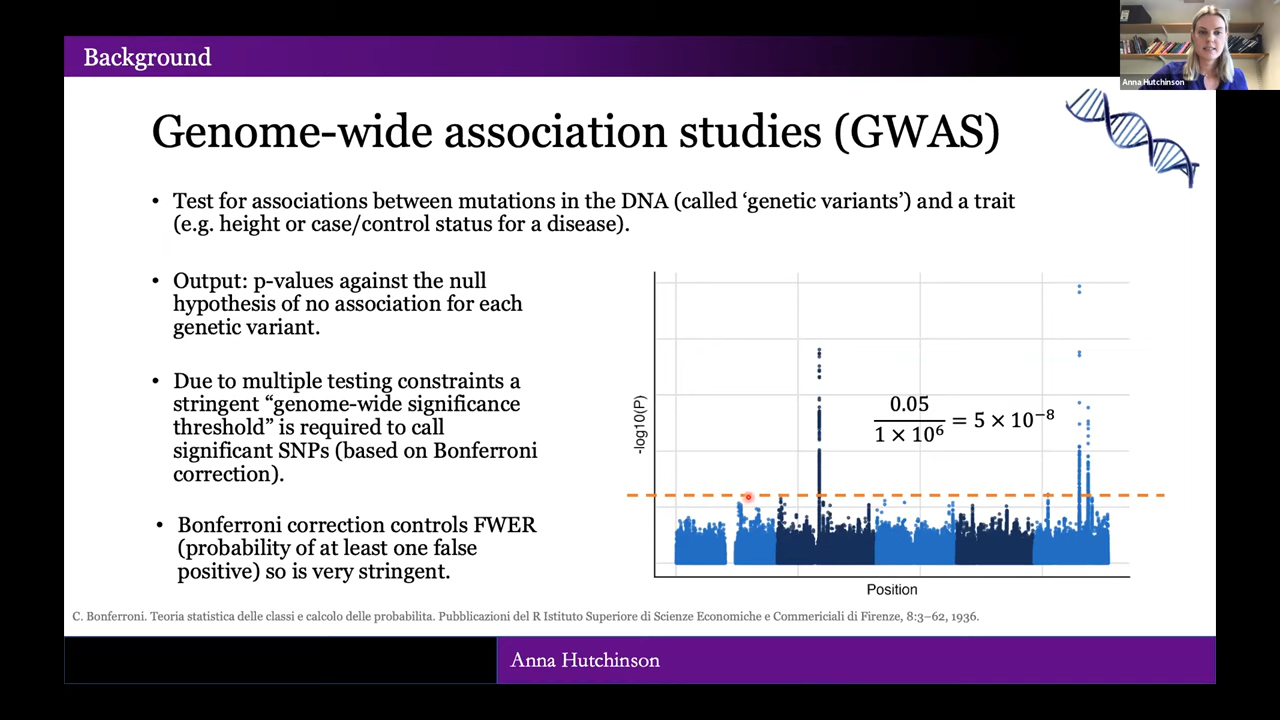 Background
Anna Hutchinson
Genome-wide association studies (GWAS)
• Test for associations between mutations in the DNA (called ‘genetic variants’) and a trait
(e.g. height or case/control status for a disease).
• Output: p-values against the null
hypothesis of no association for each
genetic variant.
• Due to multiple testing constraints a
stringent “genome-wide significance
threshold” is required to call
significant SNPs (based on Bonferroni
correction).
• Bonferroni correction controls FWER
(probability of at least one false
positive) so is very stringent.
-log10(P)
0.05
1 × 10⁶
= 5 × 10⁻⁸
Position
C. Bonferroni. Teoria statistica delle classi e calcolo delle probabilita. Pubblicazioni del R Istituto Superiore di Scienze Economiche e Commericiali di Firenze, 8:3–62, 1936.
Anna Hutchinson